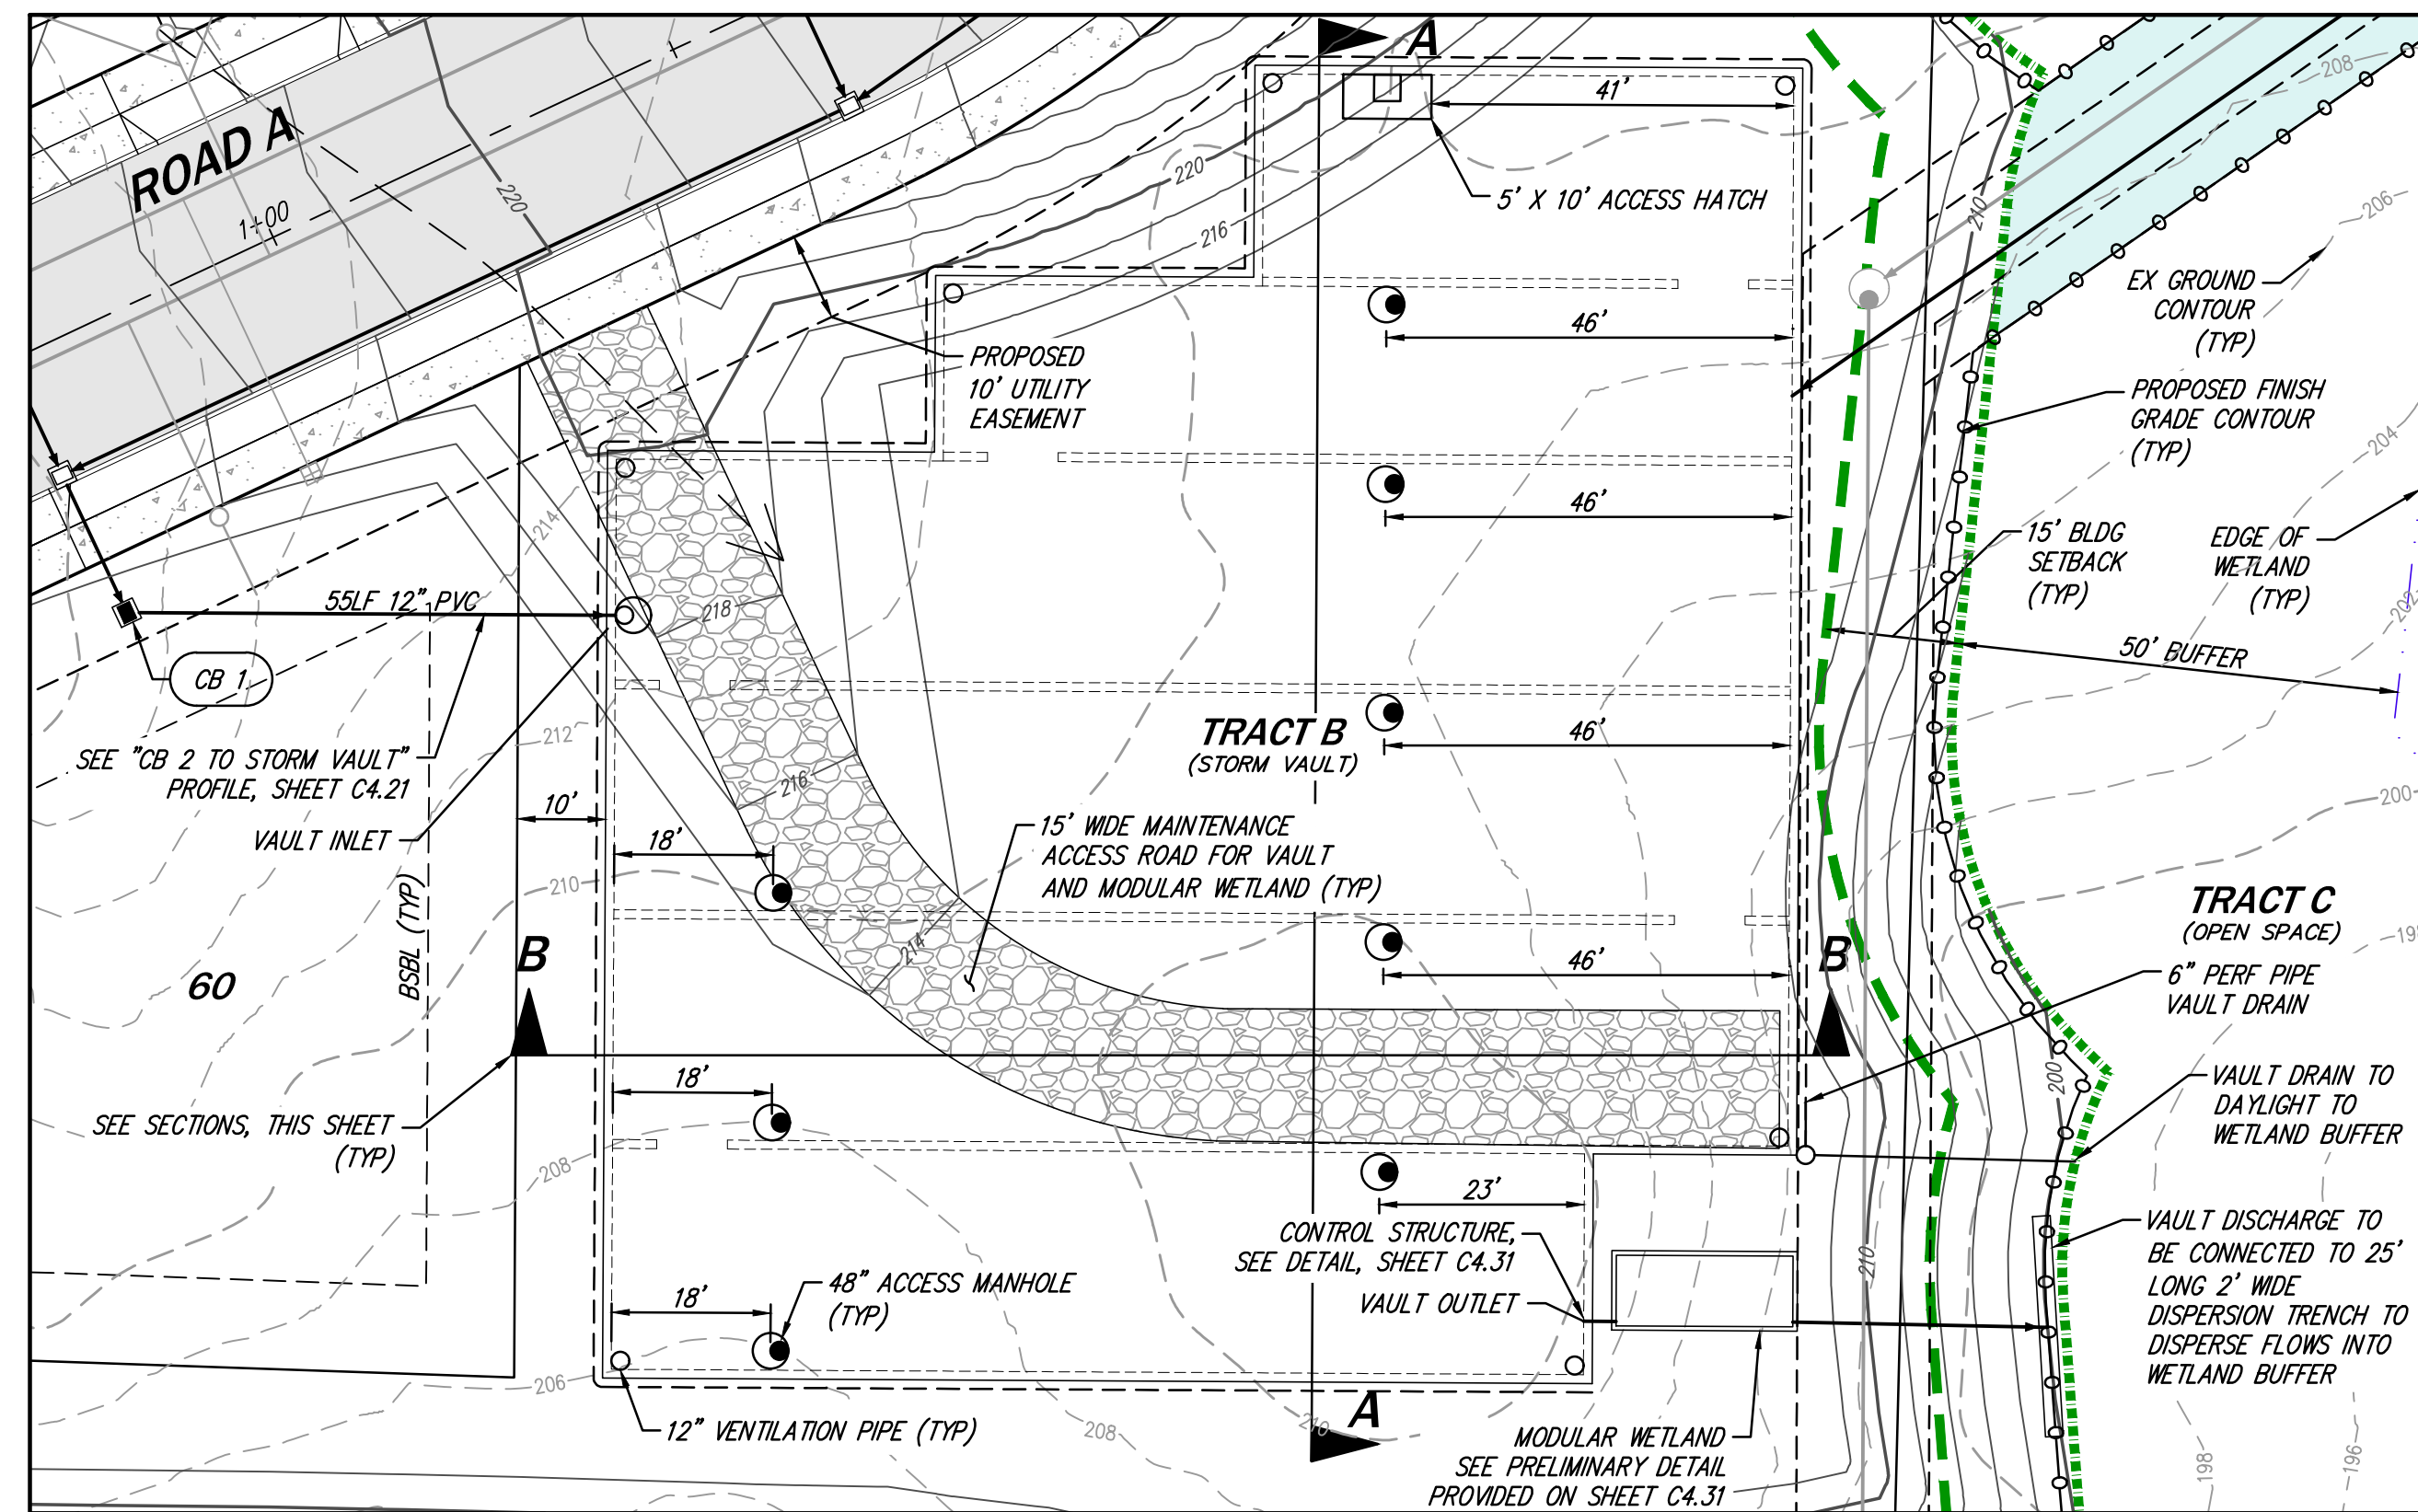 A
41'
208
ROAD A
1+00
220
220
216
5' X 10' ACCESS HATCH
210
206
EX GROUND
CONTOUR
(TYP)
46'
PROPOSED
10' UTILITY
EASEMENT
PROPOSED FINISH
GRADE CONTOUR
(TYP)
204
46'
214
15' BLDG
SETBACK
(TYP)
EDGE OF
WETLAND
(TYP)
202
55LF 12" PVC
218
50' BUFFER
CB 1
TRACT B
(STORM VAULT)
46'
212
SEE "CB 2 TO STORM VAULT"
PROFILE, SHEET C4.21
216
200
10'
VAULT INLET
18'
15' WIDE MAINTENANCE
ACCESS ROAD FOR VAULT
AND MODULAR WETLAND (TYP)
210
BSBL (TYP)
TRACT C
(OPEN SPACE)
198
214
B
46'
B
60
6" PERF PIPE
VAULT DRAIN
18'
200
SEE SECTIONS, THIS SHEET
(TYP)
VAULT DRAIN TO
DAYLIGHT TO
WETLAND BUFFER
208
23'
CONTROL STRUCTURE,
SEE DETAIL, SHEET C4.31
210
VAULT DISCHARGE TO
BE CONNECTED TO 25'
LONG 2' WIDE
DISPERSION TRENCH TO
DISPERSE FLOWS INTO
WETLAND BUFFER
18'
48" ACCESS MANHOLE
(TYP)
VAULT OUTLET
206
A
12" VENTILATION PIPE (TYP)
208
210
MODULAR WETLAND
SEE PRELIMINARY DETAIL
PROVIDED ON SHEET C4.31
198
196